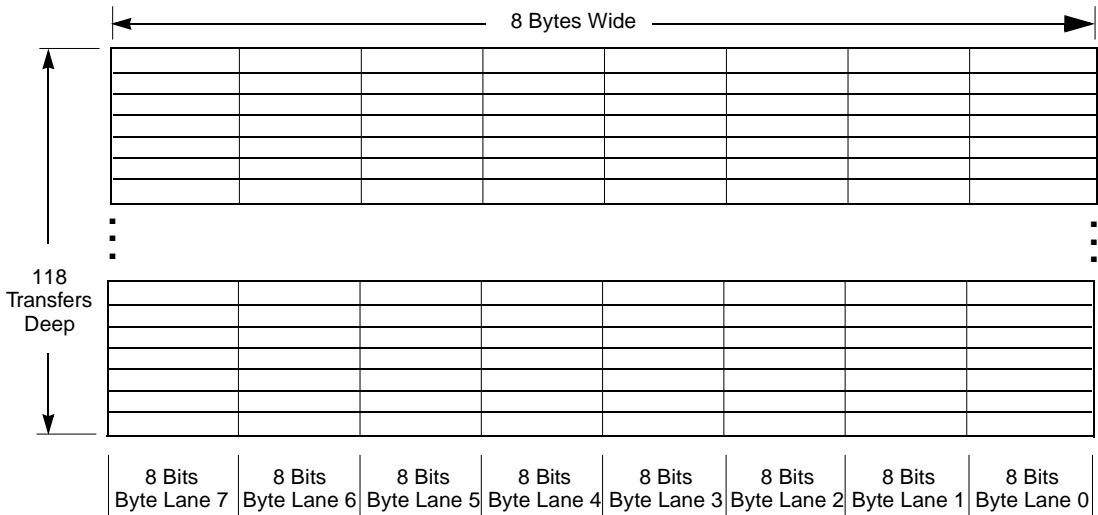 8 Bytes Wide
118
Transfers
Deep
8 Bits
Byte Lane 7
8 Bits
Byte Lane 6
8 Bits
Byte Lane 5
8 Bits
Byte Lane 4
8 Bits
Byte Lane 3
8 Bits
Byte Lane 2
8 Bits
Byte Lane 1
8 Bits
Byte Lane 0